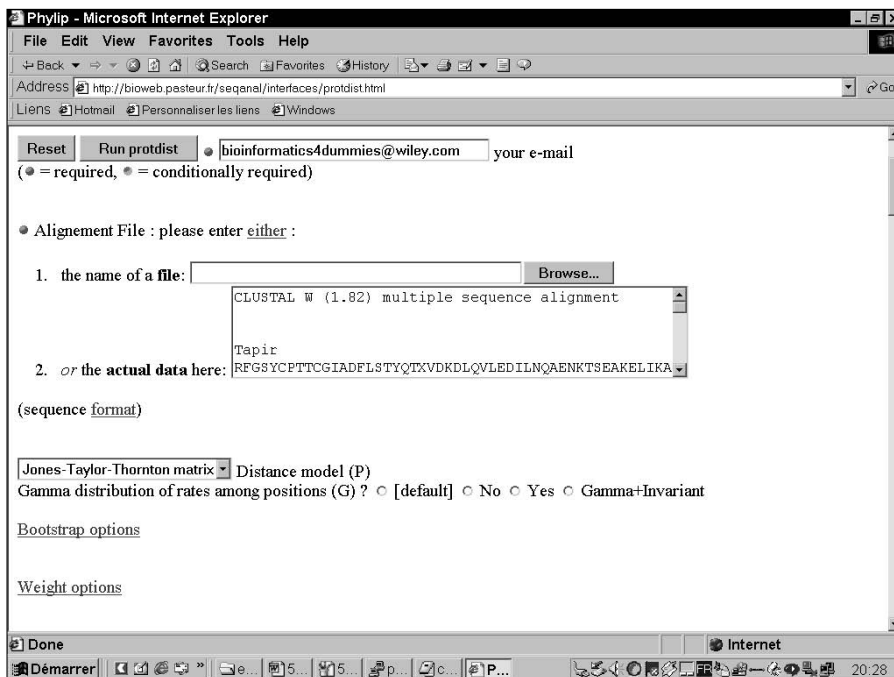 Phylip - Microsoft Internet Explorer
File Edit View Favorites Tools Help
Back Search Favorites History
Address http://bioweb.pasteur.fr/seqanal/interfaces/protdist.html Go
Liens Hotmail Personnaliser les liens Windows
Reset Run protdist bioinformatics4dummies@wiley.com your e-mail
( = required, = conditionally required)
Alignement File : please enter either :
1. the name of a file: Browse...
CLUSTAL W (1.82) multiple sequence alignment
Tapir
2. or the actual data here: RFGSYCPTTCGIADFLSTYQTXVDKDLQVLEDILNQAENKTSEAKELIKA
(sequence format)
Jones-Taylor-Thornton matrix Distance model (P)
Gamma distribution of rates among positions (G) ? [default] No Yes Gamma+Invariant
Bootstrap options
Weight options
Done Internet
Démarrer e... 5... 5... p... c... P... FR 20:28